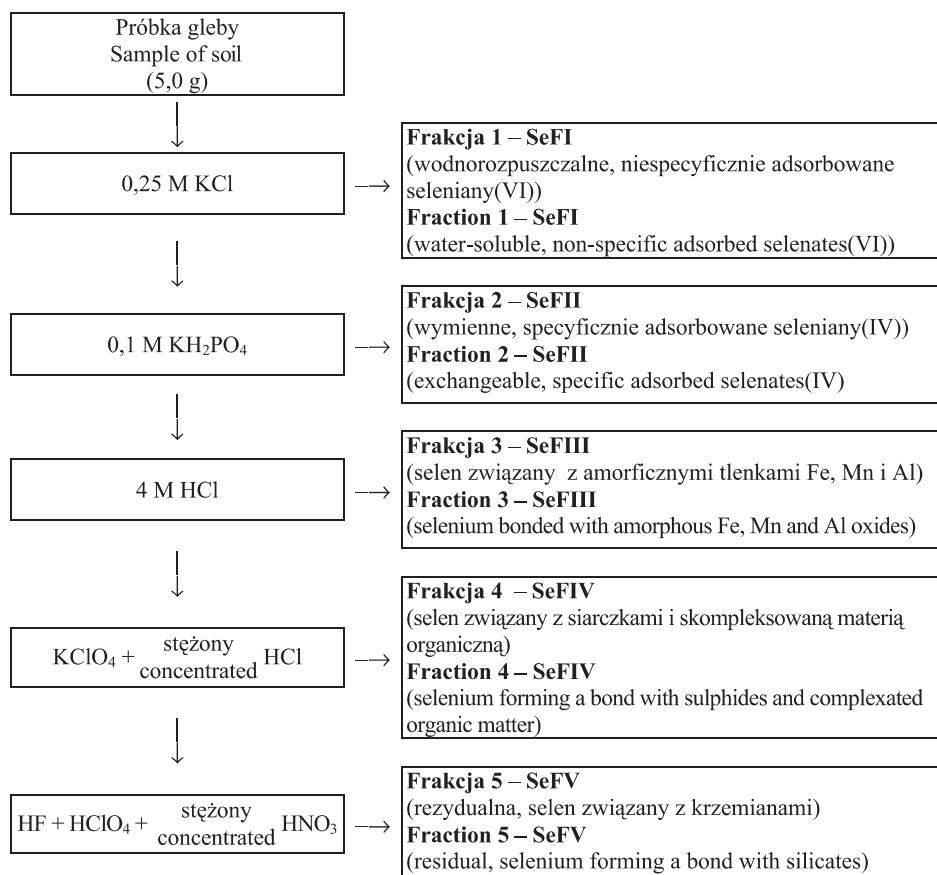 Próbka gleby
Sample of soil
(5,0 g)
0,25 M KCl
Frakcja 1 – SeFI
(wodnorozpuszczalne, niespecyficznie adsorbowane
seleniany(VI))
Fraction 1 – SeFI
(water-soluble, non-specific adsorbed selenates(VI))
0,1 M KH₂PO₄
Frakcja 2 – SeFII
(wymienne, specyficznie adsorbowane seleniany(IV))
Fraction 2 – SeFII
(exchangeable, specific adsorbed selenates(IV)
4 M HCl
Frakcja 3 – SeFIII
(selen związany z amorficznymi tlenkami Fe, Mn i Al)
Fraction 3 – SeFIII
(selenium bonded with amorphous Fe, Mn and Al oxides)
KClO₄ + stężony concentrated HCl
Frakcja 4 – SeFIV
(selen związany z siarczkami i skompleksowaną materią
organiczną)
Fraction 4 – SeFIV
(selenium forming a bond with sulphides and complexated
organic matter)
HF + HClO₄ + stężony concentrated HNO₃
Frakcja 5 – SeFV
(rezydualna, selen związany z krzemianami)
Fraction 5 – SeFV
(residual, selenium forming a bond with silicates)